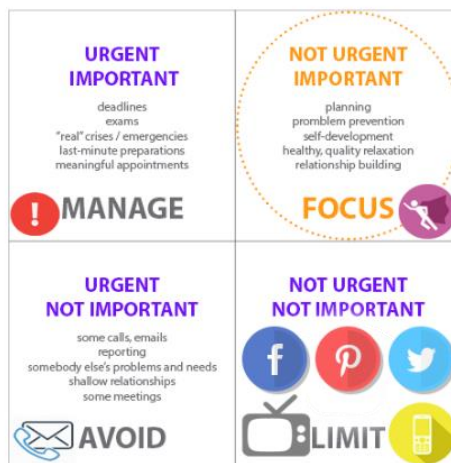 URGENT
IMPORTANT
deadlines
exams
"real" crises / emergencies
last-minute preparations
meaningful appointments
! MANAGE
NOT URGENT
IMPORTANT
planning
promblem prevention
self-development
healthy, quality relaxation
relationship building
FOCUS
URGENT
NOT IMPORTANT
some calls, emails
reporting
somebody else's problems and needs
shallow relationships
some meetings
AVOID
NOT URGENT
NOT IMPORTANT
f
LIMIT